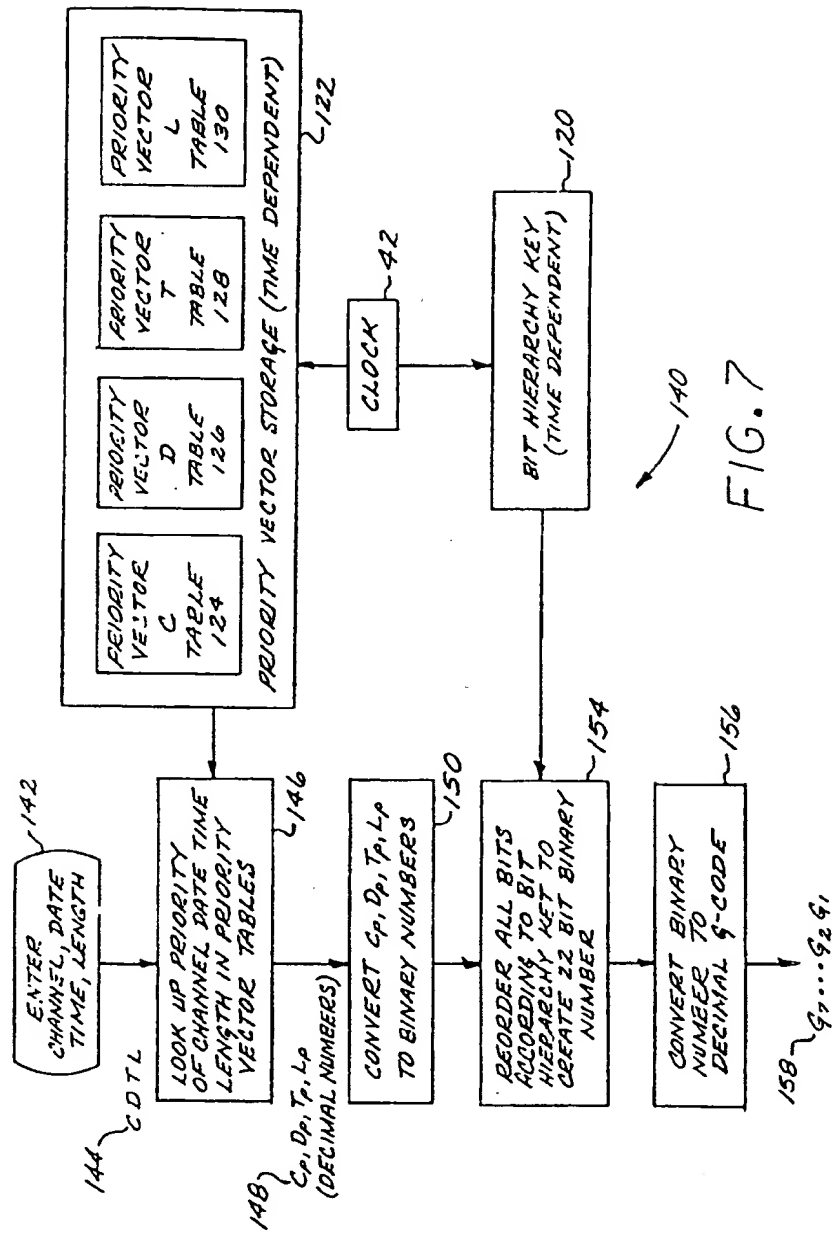 142
ENTER
CHANNEL, DATE
TIME, LENGTH
144
C D T L
LOOK UP PRIORITY
OF CHANNEL DATE TIME
LENGTH IN PRIORITY
VECTOR TABLES
146
148
CP, DP, TP, LP
(DECIMAL NUMBERS)
CONVERT CP, DP, TP, LP
TO BINARY NUMBERS
150
REORDER ALL BITS
ACCORDING TO BIT
HIERARCHY KEY TO
CREATE 22 BIT BINARY
NUMBER
154
CONVERT BINARY
NUMBER TO
DECIMAL G-CODE
156
158
G7 .... G2 G1
PRIORITY
VECTOR
C
TABLE
124
PRIORITY
VECTOR
D
TABLE
126
PRIORITY
VECTOR
T
TABLE
128
PRIORITY
VECTOR
L
TABLE
130
PRIORITY VECTOR STORAGE (TIME DEPENDENT)
122
CLOCK
42
BIT HIERARCHY KEY
(TIME DEPENDENT)
120
140
FIG. 7